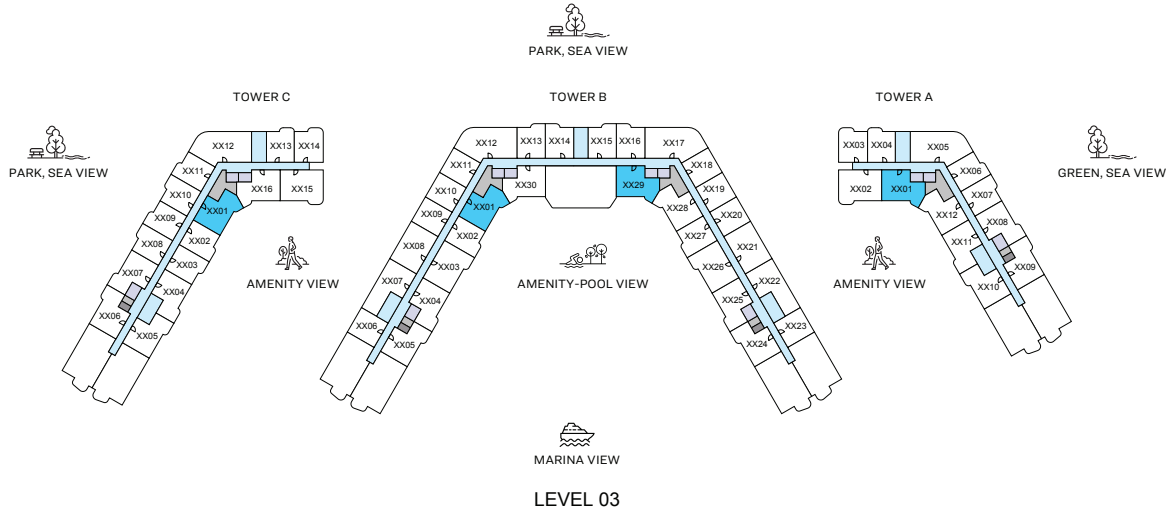 PARK, SEA VIEW
TOWER C
TOWER B
TOWER A
PARK, SEA VIEW
GREEN, SEA VIEW
XX12
XX13
XX14
XX11
XX16
XX15
XX10
XX01
XX09
XX02
XX08
XX03
XX07
XX04
XX06
XX05
XX12
XX13
XX14
XX15
XX16
XX17
XX11
XX30
XX29
XX18
XX10
XX01
XX28
XX19
XX09
XX02
XX27
XX20
XX08
XX03
XX26
XX21
XX07
XX04
XX25
XX22
XX06
XX05
XX24
XX23
XX03
XX04
XX05
XX02
XX01
XX06
XX12
XX07
XX11
XX08
XX10
XX09
AMENITY VIEW
AMENITY-POOL VIEW
AMENITY VIEW
MARINA VIEW
LEVEL 03